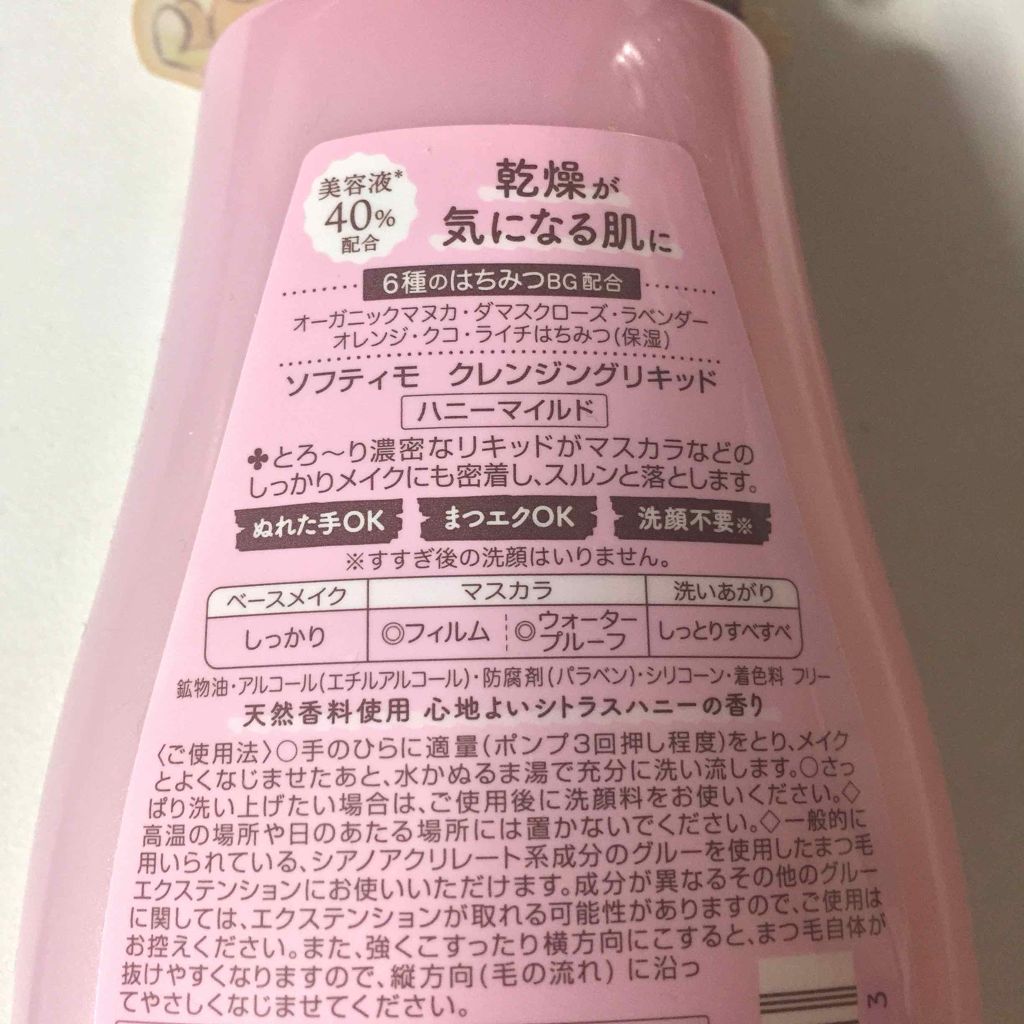 美容液*
40%
配合
乾燥が
気になる肌に
6種のはちみつBG配合
オーガニックマヌカ・ダマスクローズ・ラベンダー
オレンジ・クコ・ライチはちみつ(保湿)
ソフティモ クレンジングリキッド
ハニーマイルド
♣とろ～り濃密なリキッドがマスカラなどの
しっかりメイクにも密着し、スルンと落とします。
ぬれた手OK まつエクOK 洗顔不要※
※すすぎ後の洗顔はいりません。
ベースメイク マスカラ 洗いあがり
しっかり ◎フィルム ◎ウォータープルーフ しっとりすべすべ
鉱物油・アルコール(エチルアルコール)・防腐剤(パラベン)・シリコーン・着色料 フリー
天然香料使用 心地よいシトラスハニーの香り
〈ご使用法〉○手のひらに適量(ポンプ3回押し程度)をとり、メイク
とよくなじませたあと、水かぬるま湯で充分に洗い流します。○さっ
ぱり洗い上げたい場合は、ご使用後に洗顔料をお使いください。◇
高温の場所や日のあたる場所には置かないでください。◇一般的に
用いられている、シアノアクリレート系成分のグルーを使用したまつ毛
エクステンションにお使いいただけます。成分が異なるその他のグルー
に関しては、エクステンションが取れる可能性がありますので、ご使用は
お控えください。また、強くこすったり横方向にこすると、まつ毛自体が
抜けやすくなりますので、縦方向(毛の流れ)に沿っ
てやさしくなじませてください。
3